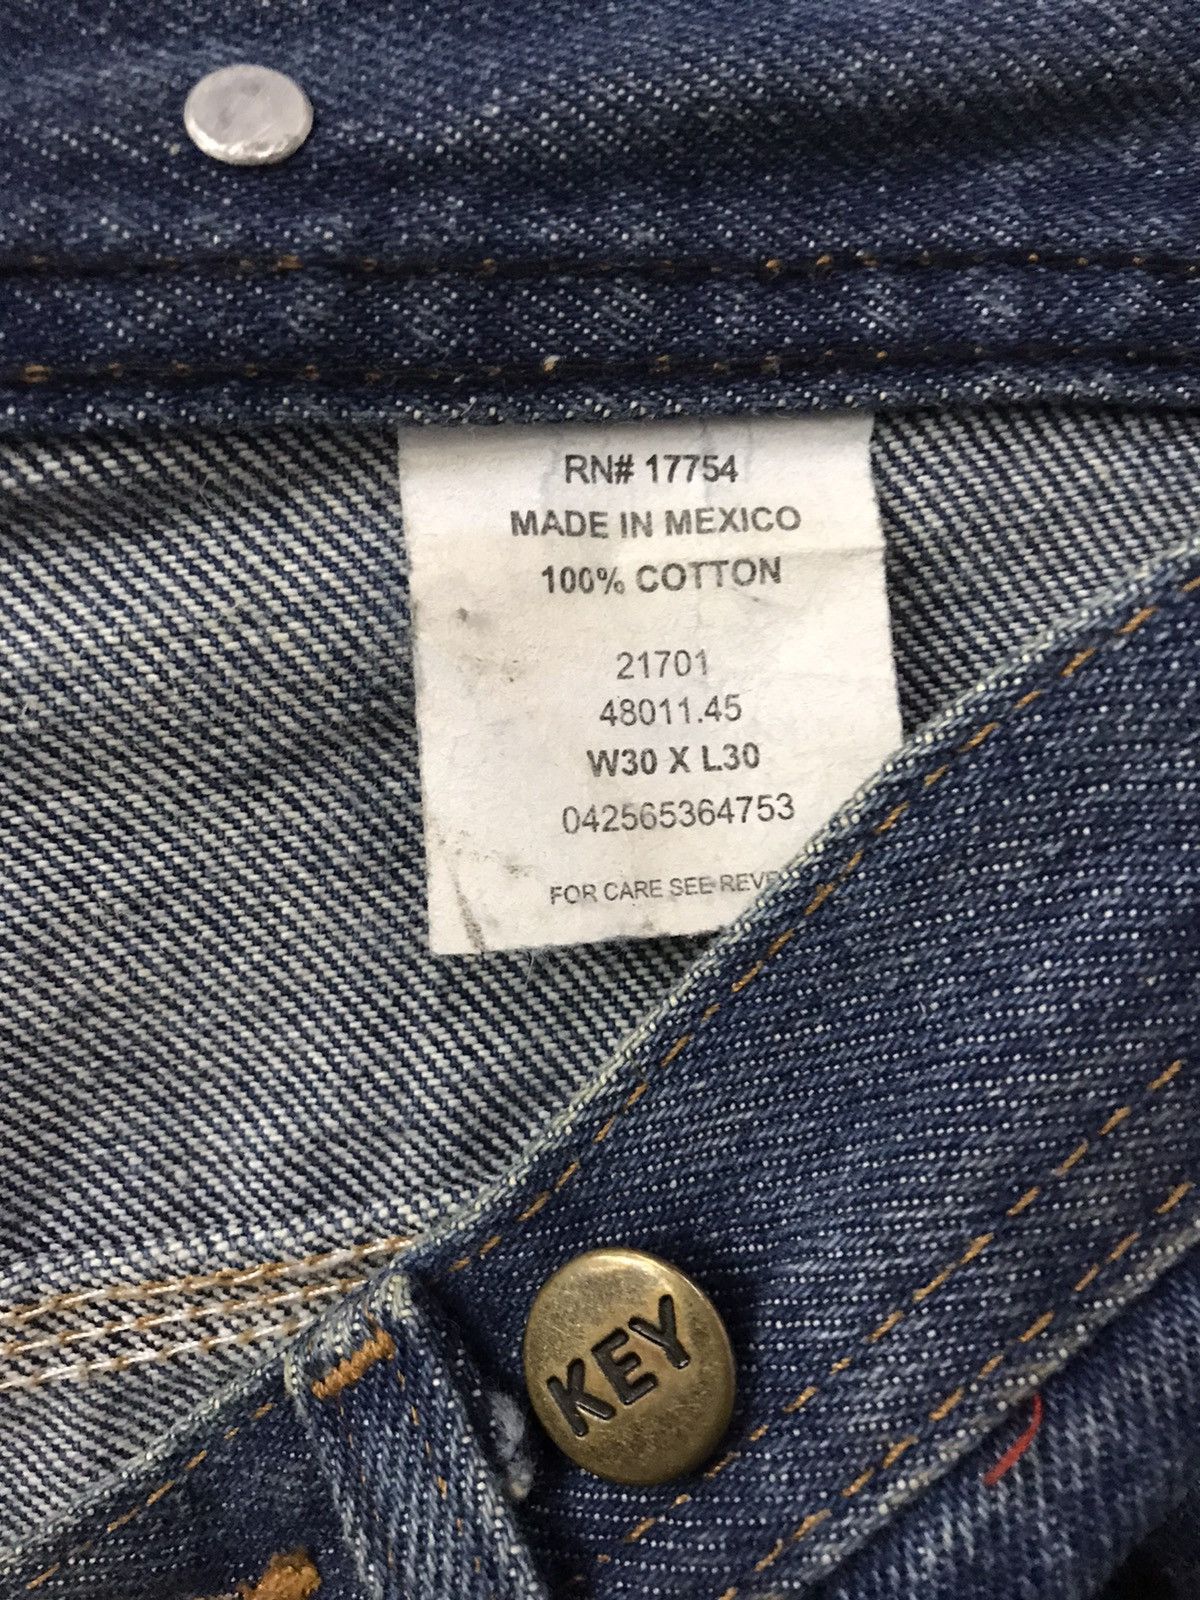 RN# 17754
MADE IN MEXICO
100% COTTON
21701
48011.45
W30 X L30
042565364753
FOR CARE SEE REVE
KEY